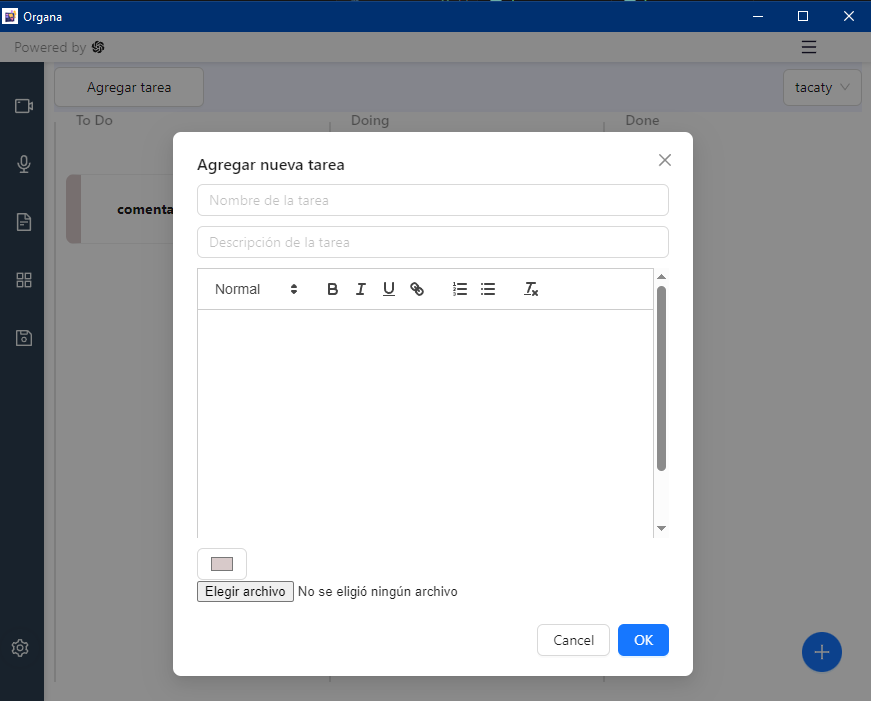 Organa
Powered by
Agregar tarea
tacaty
To Do
Doing
Done
comenta
Agregar nueva tarea
Nombre de la tarea
Descripción de la tarea
Normal
B I U
Elegir archivo No se eligió ningún archivo
Cancel
OK